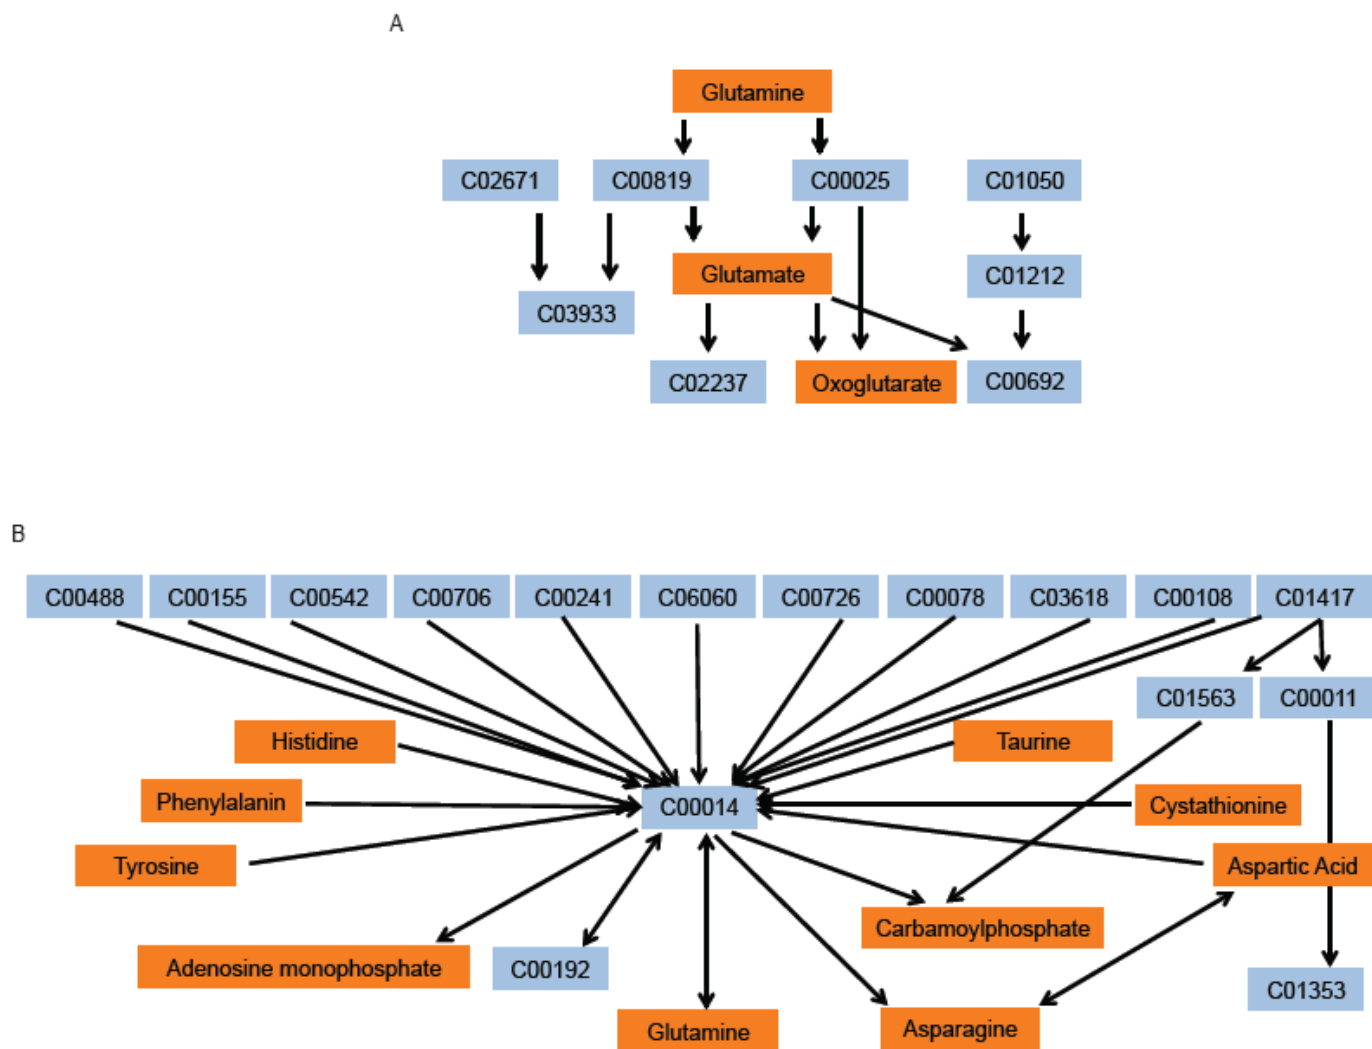 A
Glutamine
C02671 C00819 C00025 C01050
Glutamate C01212
C03933
C02237 Oxoglutarate C00692
B
C00488 C00155 C00542 C00706 C00241 C06060 C00726 C00078 C03618 C00108 C01417
C01563 C00011
Histidine Taurine
Phenylalanin C00014 Cystathionine
Tyrosine Aspartic Acid
Carbamoylphosphate
Adenosine monophosphate C00192
C01353
Glutamine Asparagine